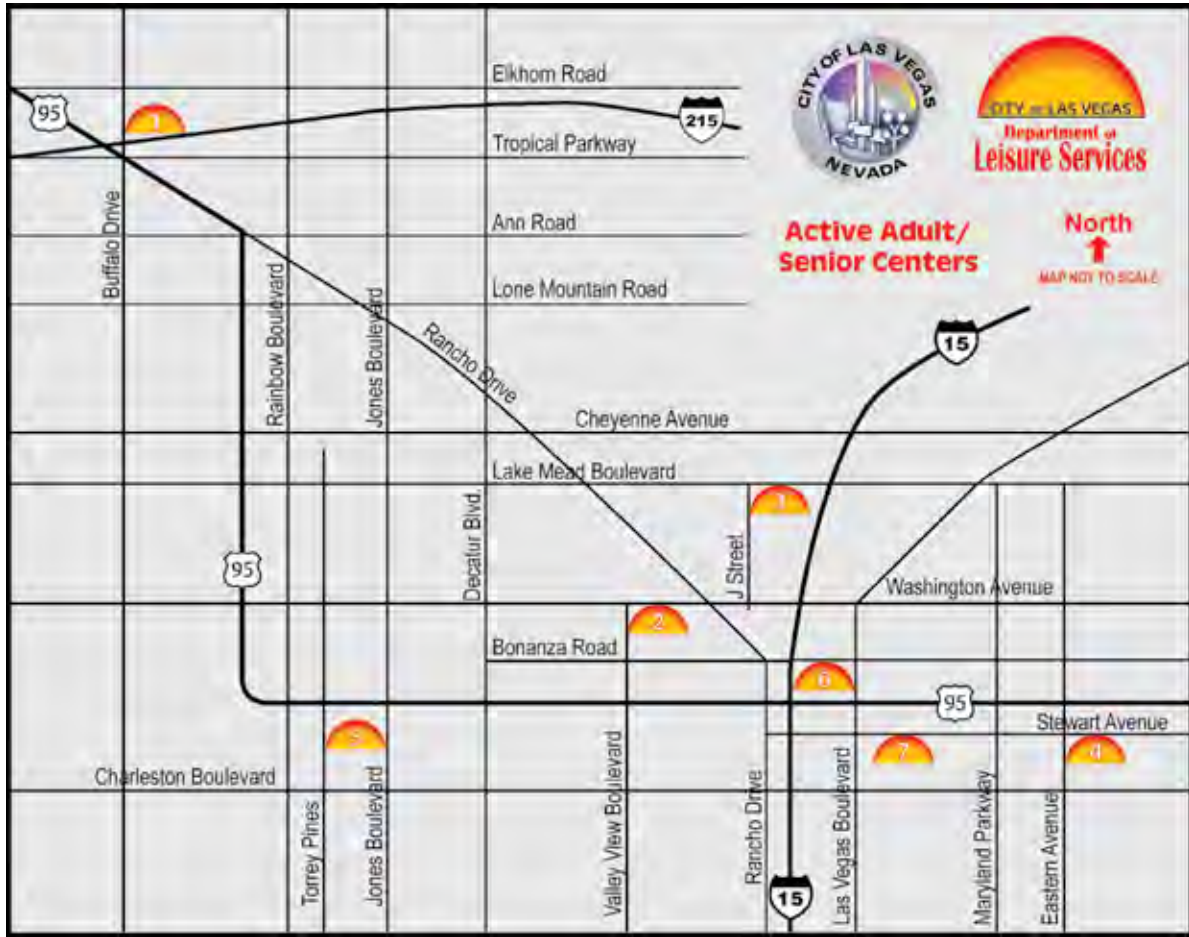 Elkhorn Road
95
1
215
Tropical Parkway
CITY OF LAS VEGAS
NEVADA
CITY OF LAS VEGAS
Department of
Leisure Services
Buffalo Drive
Ann Road
Active Adult/
Senior Centers
North
MAP NOT TO SCALE
Lone Mountain Road
Rainbow Boulevard
Jones Boulevard
Rancho Drive
15
Cheyenne Avenue
Lake Mead Boulevard
Decatur Blvd.
3
J Street
95
Washington Avenue
2
Bonanza Road
6
95
Stewart Avenue
5
7
4
Charleston Boulevard
Torrey Pines
Jones Boulevard
Valley View Boulevard
Rancho Drive
15
Las Vegas Boulevard
Maryland Parkway
Eastern Avenue